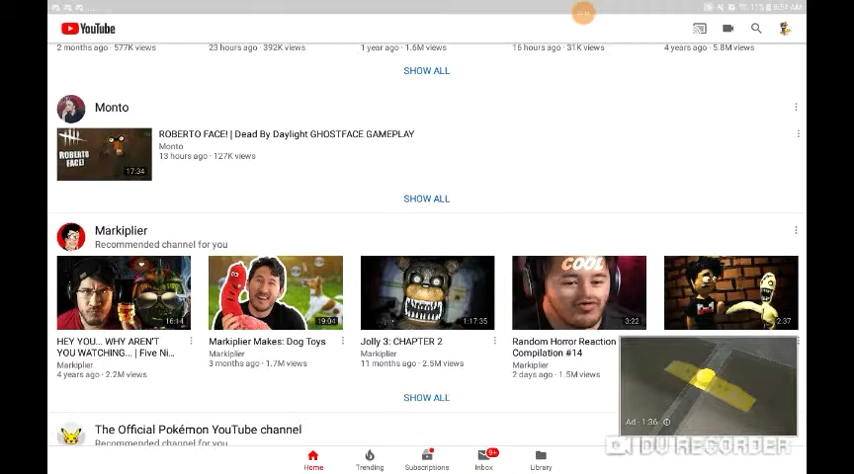 YouTube
2 months ago · 577K views
23 hours ago · 392K views
1 year ago · 1.6M views
16 hours ago · 31K views
4 years ago · 5.8M views
SHOW ALL
Monto
ROBERTO FACE! | Dead By Daylight GHOSTFACE GAMEPLAY
Monto
13 hours ago · 127K views
ROBERTO
FACE!
17:34
SHOW ALL
Markiplier
Recommended channel for you
16:14
19:04
1:17:35
COOL
3:22
2:37
HEY YOU... WHY AREN'T
YOU WATCHING... | Five Ni...
Markiplier
4 years ago · 2.2M views
Markiplier Makes: Dog Toys
Markiplier
3 months ago · 1.7M views
Jolly 3: CHAPTER 2
Markiplier
11 months ago · 2.5M views
Random Horror Reaction
Compilation #14
Markiplier
2 days ago · 1.5M views
Ad · 1:36
SHOW ALL
The Official Pokémon YouTube channel
Recommended channel for you
DU RECORDER
Home
Trending
Subscriptions
9+
Inbox
Library